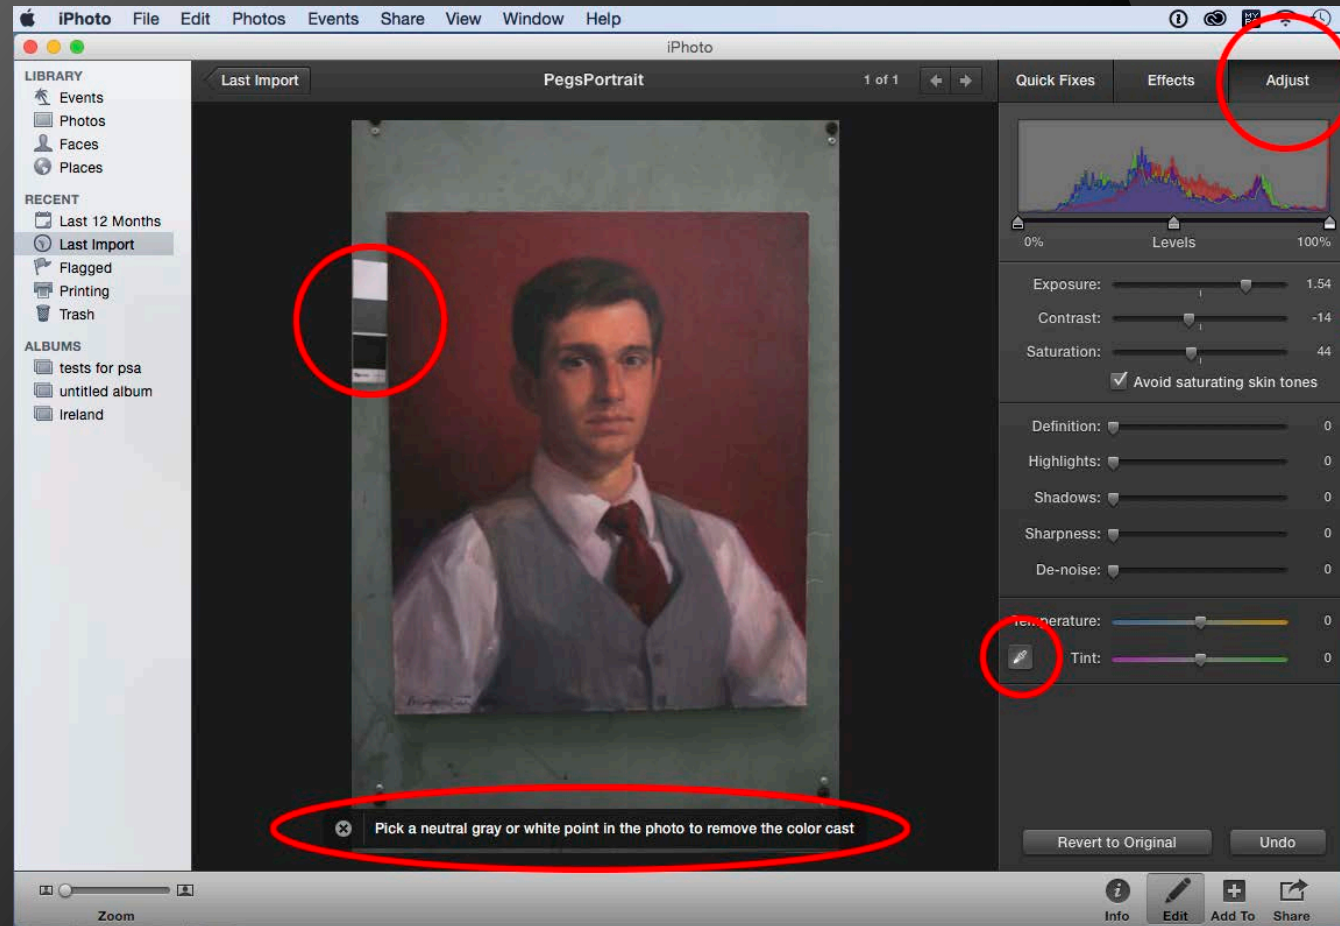 iPhoto File Edit Photos Events Share View Window Help
iPhoto
LIBRARY
Events
Photos
Faces
Places
RECENT
Last 12 Months
Last Import
Flagged
Printing
Trash
ALBUMS
tests for psa
untitled album
Ireland
Last Import
PegsPortrait
1 of 1
Quick Fixes Effects Adjust
0% Levels 100%
Exposure: 1.54
Contrast: -14
Saturation: 44
Avoid saturating skin tones
Definition: 0
Highlights: 0
Shadows: 0
Sharpness: 0
De-noise: 0
Temperature: 0
Tint: 0
Pick a neutral gray or white point in the photo to remove the color cast
Revert to Original Undo
Zoom
Info Edit Add To Share